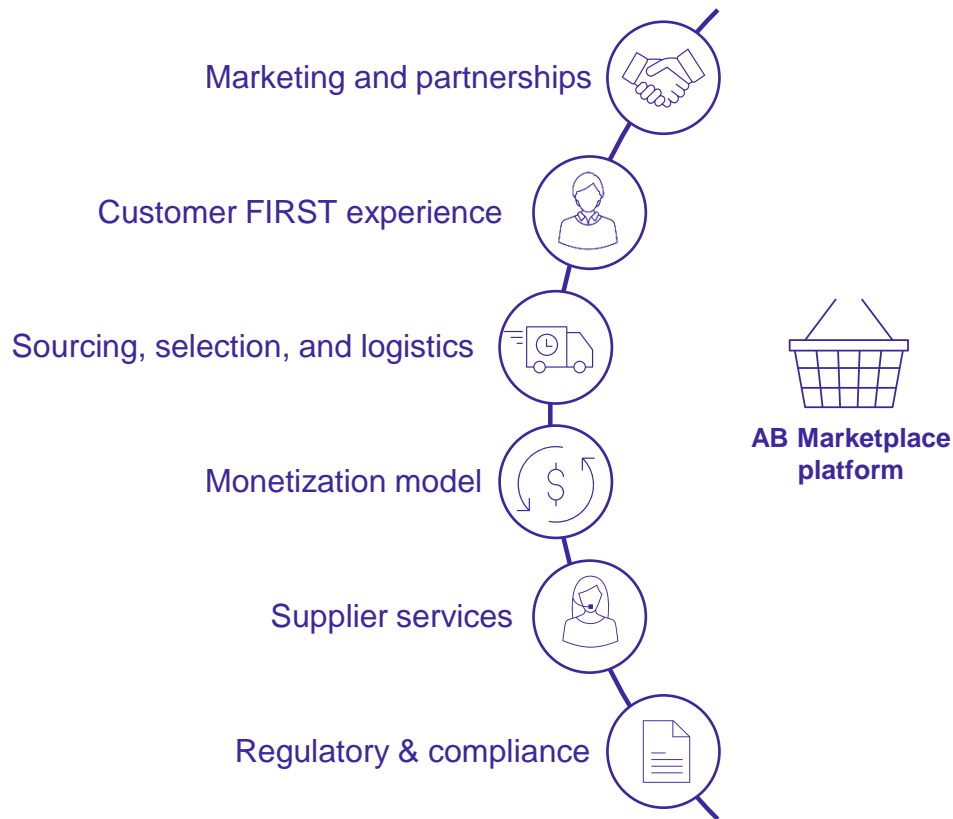 Marketing and partnerships
Customer FIRST experience
Sourcing, selection, and logistics
Monetization model
Supplier services
Regulatory & compliance
AB Marketplace
platform